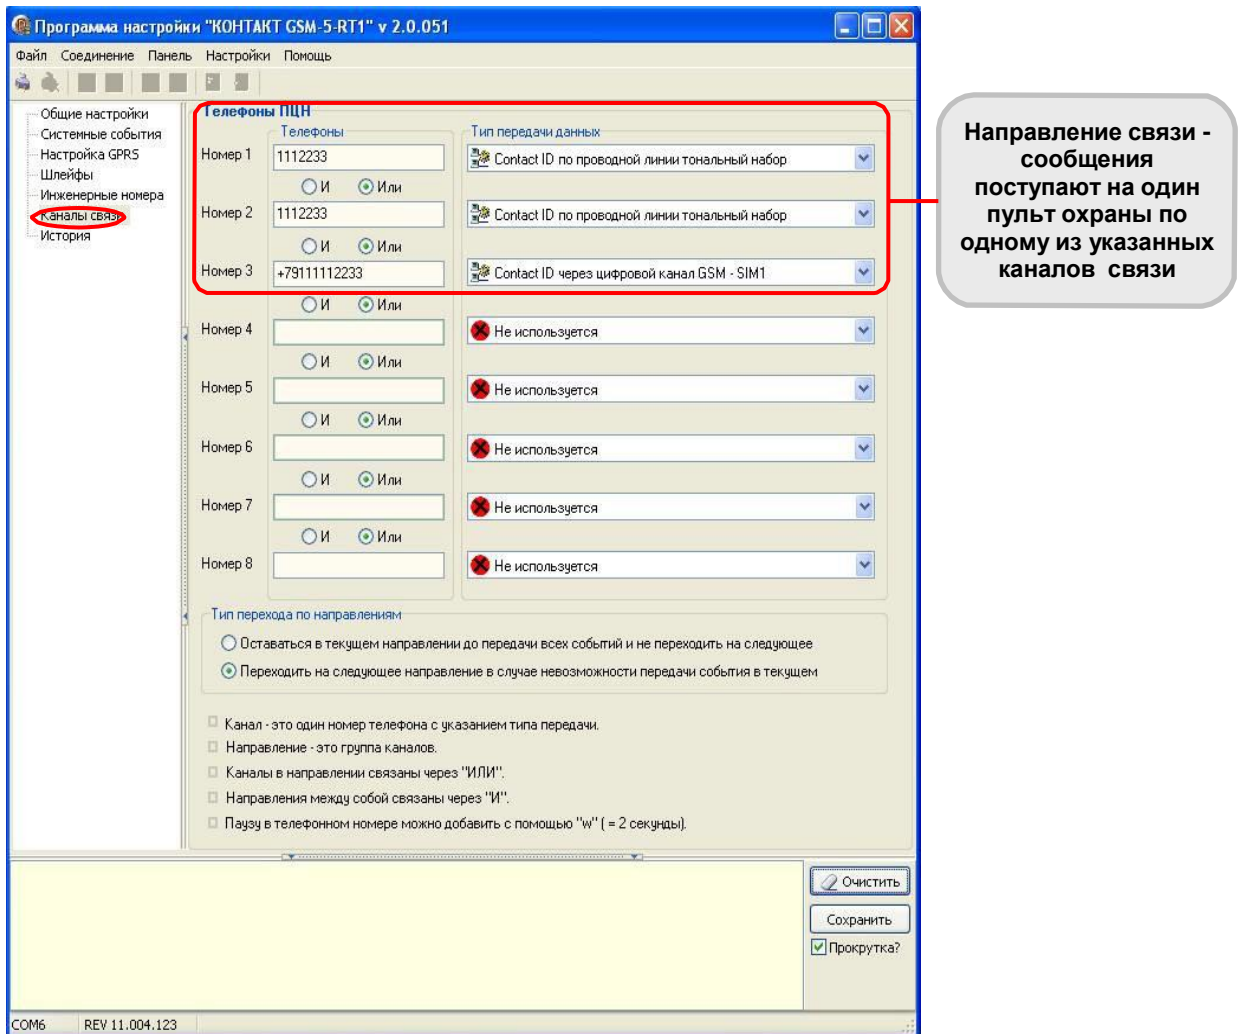 Программа настройки "КОНТАКТ GSM-5-RT1" v 2.0.051
Файл Соединение Панель Настройки Помощь
Общие настройки
Системные события
Настройка GPRS
Шлейфы
Инженерные номера
Каналы связи
История
Телефоны ПЦН
Телефоны
Тип передачи данных
Номер 1 1112233 Contact ID по проводной линии тональный набор
И Или
Номер 2 1112233 Contact ID по проводной линии тональный набор
И Или
Номер 3 +79111112233 Contact ID через цифровой канал GSM - SIM1
И Или
Номер 4 Не используется
И Или
Номер 5 Не используется
И Или
Номер 6 Не используется
И Или
Номер 7 Не используется
И Или
Номер 8 Не используется
Тип перехода по направлениям
Оставаться в текущем направлении до передачи всех событий и не переходить на следующее
Переходить на следующее направление в случае невозможности передачи события в текущем
Канал - это один номер телефона с указанием типа передачи.
Направление - это группа каналов.
Каналы в направлении связаны через "ИЛИ".
Направления между собой связаны через "И".
Паузу в телефонном номере можно добавить с помощью "w" ( = 2 секунды).
Очистить
Сохранить
Прокрутка?
COM6 REV 11.004.123
Направление связи -
сообщения
поступают на один
пульт охраны по
одному из указанных
каналов связи